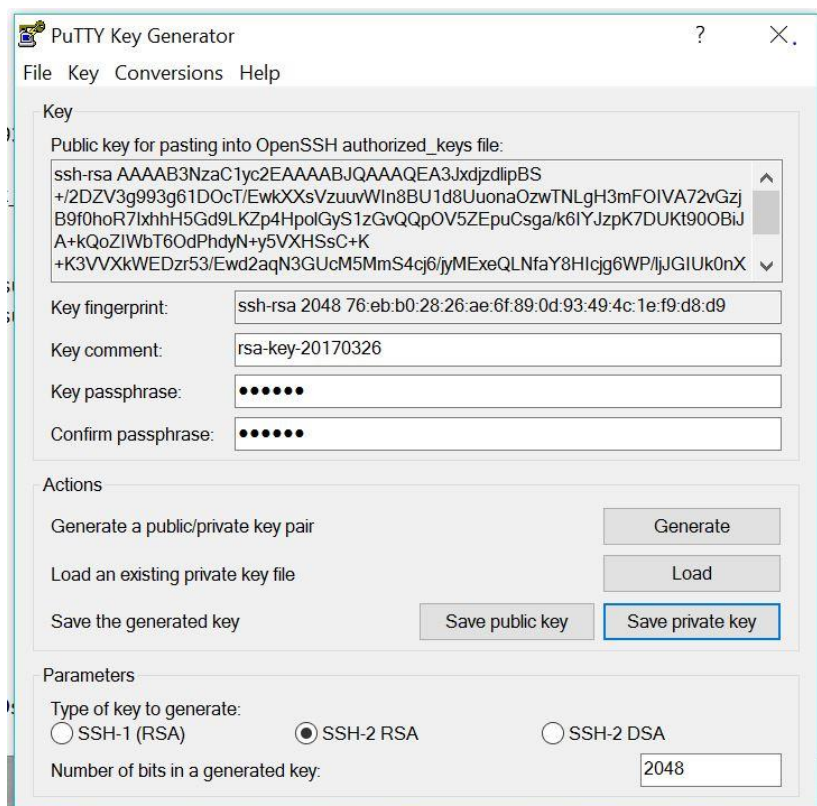 PuTTY Key Generator
?
File Key Conversions Help
Key
Public key for pasting into OpenSSH authorized_keys file:
ssh-rsa AAAAB3NzaC1yc2EAAAABJQAAAQEA3JxdjzdlipBS
+/2DZV3g993g61DOcT/EwkXXsVzuuvWIn8BU1d8UuonaOzwTNLgH3mFOIVA72vGzj
B9f0hoR7IxhhH5Gd9LKZp4HpolGyS1zGvQQpOV5ZEpuCsga/k6IYJzpK7DUKt90OBiJ
A+kQoZIWbT6OdPhdyN+y5VXHSsC+K
+K3VVXkWEDzr53/Ewd2aqN3GUcM5MmS4cj6/jyMExeQLNfaY8HIcjg6WP/ljJGIUk0nX
Key fingerprint: ssh-rsa 2048 76:eb:b0:28:26:ae:6f:89:0d:93:49:4c:1e:f9:d8:d9
Key comment: rsa-key-20170326
Key passphrase: ●●●●●●
Confirm passphrase: ●●●●●●
Actions
Generate a public/private key pair Generate
Load an existing private key file Load
Save the generated key Save public key Save private key
Parameters
Type of key to generate:
SSH-1 (RSA) SSH-2 RSA SSH-2 DSA
Number of bits in a generated key: 2048